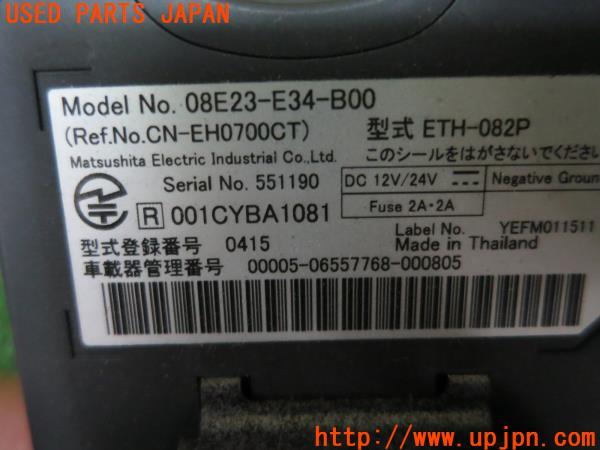 USED PARTS JAPAN
Model No. 08E23-E34-B00
(Ref.No.CN-EH0700CT) 型式 ETH-082P
Matsushita Electric Industrial Co.,Ltd. このシールをはがさないでください
Serial No. 551190 DC 12V/24V Negative Groun
R 001CYBA1081 Fuse 2A・2A
Label No. YEFM011511
型式登録番号 0415 Made in Thailand
車載器管理番号 00005-06557768-000805
http://www.upjpn.com/